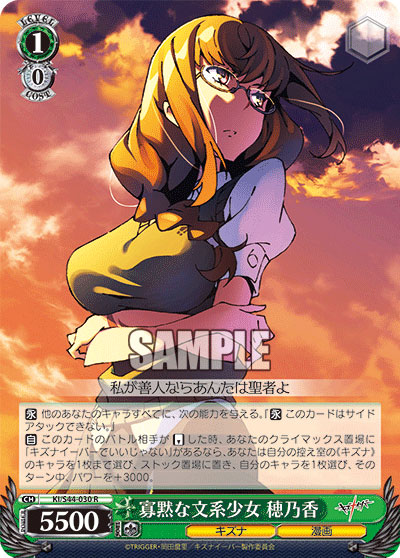 LEVEL
1
0
COST
SAMPLE
私が善人ならあんたは聖者よ
永 他のあなたのキャラすべてに、次の能力を与える。『永 このカードはサイドアタックできない。』
自 このカードのバトル相手が した時、あなたのクライマックス置場に
「キズナイーバーでいいじゃない」があるなら、あなたは自分の控え室の《キズナ》
のキャラを1枚まで選び、ストック置場に置き、自分のキャラを1枚選び、そのターン中、パワーを+3000。
CH KI/S44-030 R
5500
寡黙な文系少女 穂乃香
キズナイーバー
キズナ
漫画
©TRIGGER・岡田麿里/キズナイーバー製作委員会